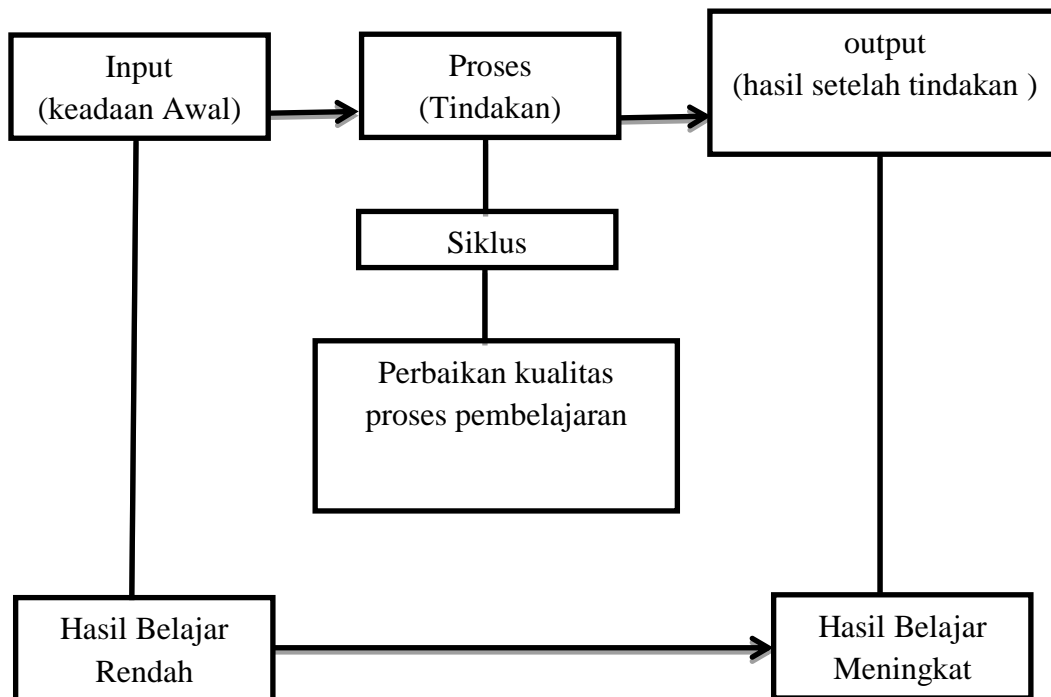 Input
(keadaan Awal)
Proses
(Tindakan)
output
(hasil setelah tindakan )
Siklus
Perbaikan kualitas
proses pembelajaran
Hasil Belajar
Rendah
Hasil Belajar
Meningkat